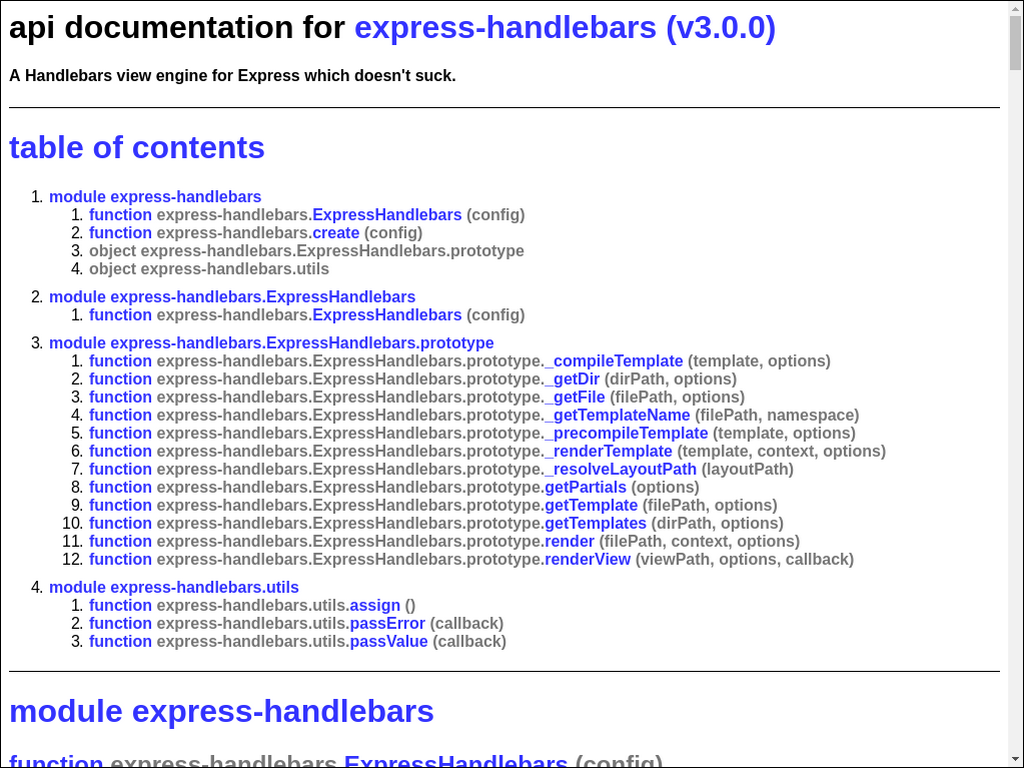 api documentation for express-handlebars (v3.0.0)
A Handlebars view engine for Express which doesn't suck.
table of contents
1. module express-handlebars
1. function express-handlebars.ExpressHandlebars (config)
2. function express-handlebars.create (config)
3. object express-handlebars.ExpressHandlebars.prototype
4. object express-handlebars.utils
2. module express-handlebars.ExpressHandlebars
1. function express-handlebars.ExpressHandlebars (config)
3. module express-handlebars.ExpressHandlebars.prototype
1. function express-handlebars.ExpressHandlebars.prototype._compileTemplate (template, options)
2. function express-handlebars.ExpressHandlebars.prototype._getDir (dirPath, options)
3. function express-handlebars.ExpressHandlebars.prototype._getFile (filePath, options)
4. function express-handlebars.ExpressHandlebars.prototype._getTemplateName (filePath, namespace)
5. function express-handlebars.ExpressHandlebars.prototype._precompileTemplate (template, options)
6. function express-handlebars.ExpressHandlebars.prototype._renderTemplate (template, context, options)
7. function express-handlebars.ExpressHandlebars.prototype._resolveLayoutPath (layoutPath)
8. function express-handlebars.ExpressHandlebars.prototype.getPartials (options)
9. function express-handlebars.ExpressHandlebars.prototype.getTemplate (filePath, options)
10. function express-handlebars.ExpressHandlebars.prototype.getTemplates (dirPath, options)
11. function express-handlebars.ExpressHandlebars.prototype.render (filePath, context, options)
12. function express-handlebars.ExpressHandlebars.prototype.renderView (viewPath, options, callback)
4. module express-handlebars.utils
1. function express-handlebars.utils.assign ()
2. function express-handlebars.utils.passError (callback)
3. function express-handlebars.utils.passValue (callback)
module express-handlebars
function express-handlebars.ExpressHandlebars (config)